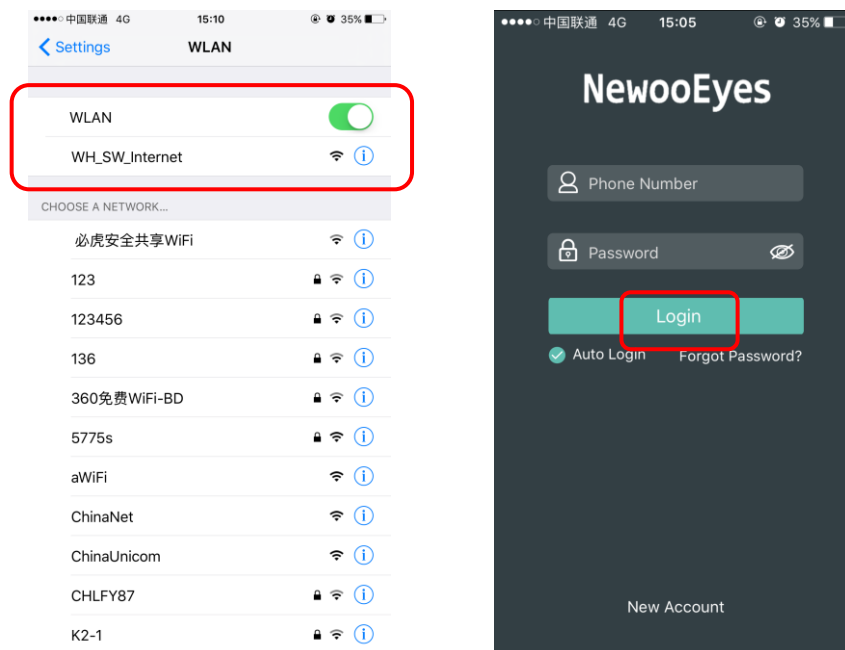 中国联通 4G 15:10 35%
Settings WLAN
WLAN
WH_SW_Internet
CHOOSE A NETWORK...
必虎安全共享WiFi
123
123456
136
360免费WiFi-BD
5775s
aWiFi
ChinaNet
ChinaUnicom
CHLFY87
K2-1
中国联通 4G 15:05 35%
NewooEyes
Phone Number
Password
Login
Auto Login Forgot Password?
New Account